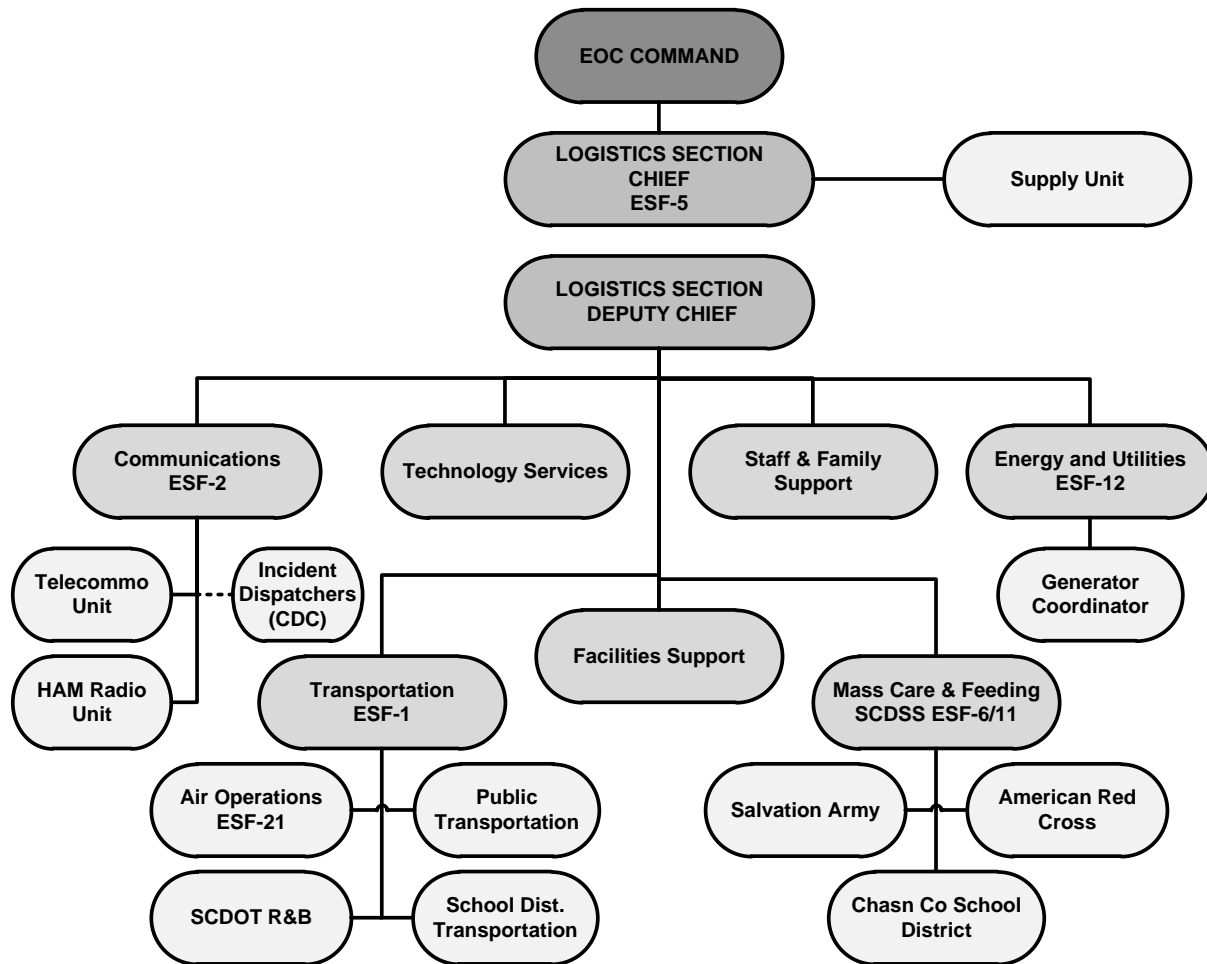 EOC COMMAND
LOGISTICS SECTION
CHIEF
ESF-5
Supply Unit
LOGISTICS SECTION
DEPUTY CHIEF
Communications
ESF-2
Technology Services
Staff & Family
Support
Energy and Utilities
ESF-12
Telecommo
Unit
Incident
Dispatchers
(CDC)
Generator
Coordinator
HAM Radio
Unit
Transportation
ESF-1
Facilities Support
Mass Care & Feeding
SCDSS ESF-6/11
Air Operations
ESF-21
Public
Transportation
Salvation Army
American Red
Cross
SCDOT R&B
School Dist.
Transportation
Chasn Co School
District